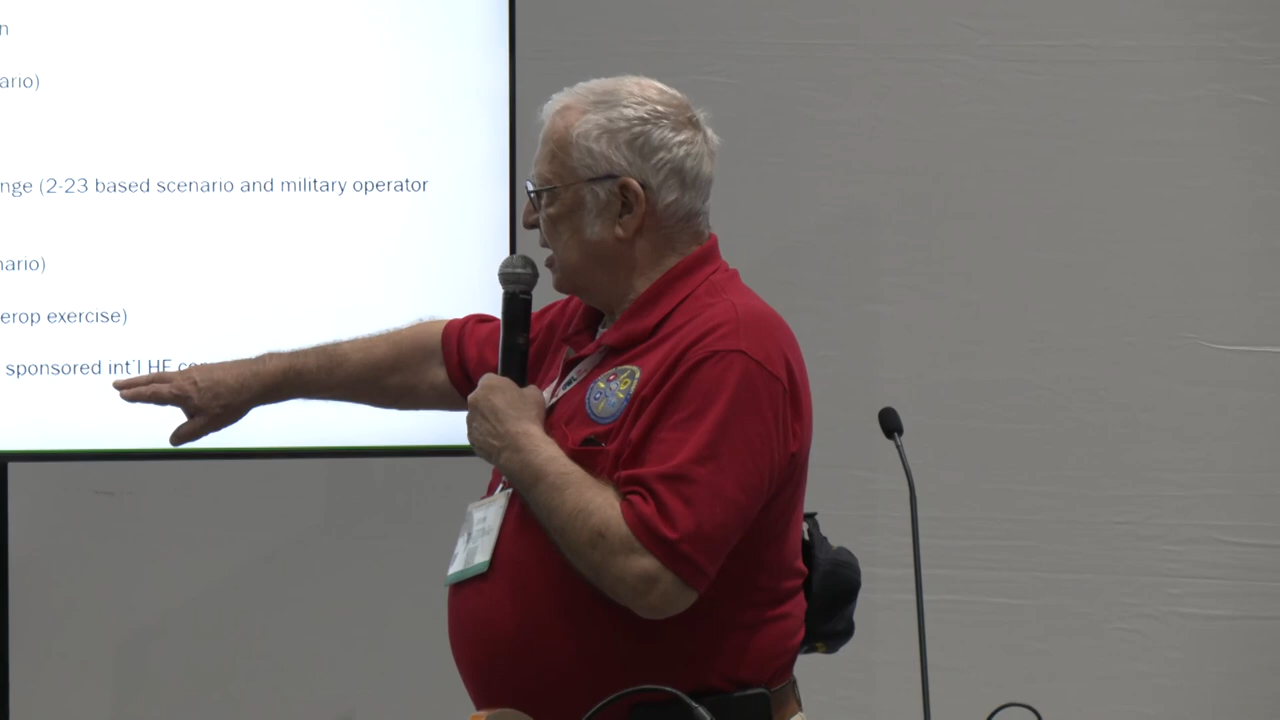 n
ario)
nge (2-23 based scenario and military operator
nario)
erop exercise)
sponsored int'l HF